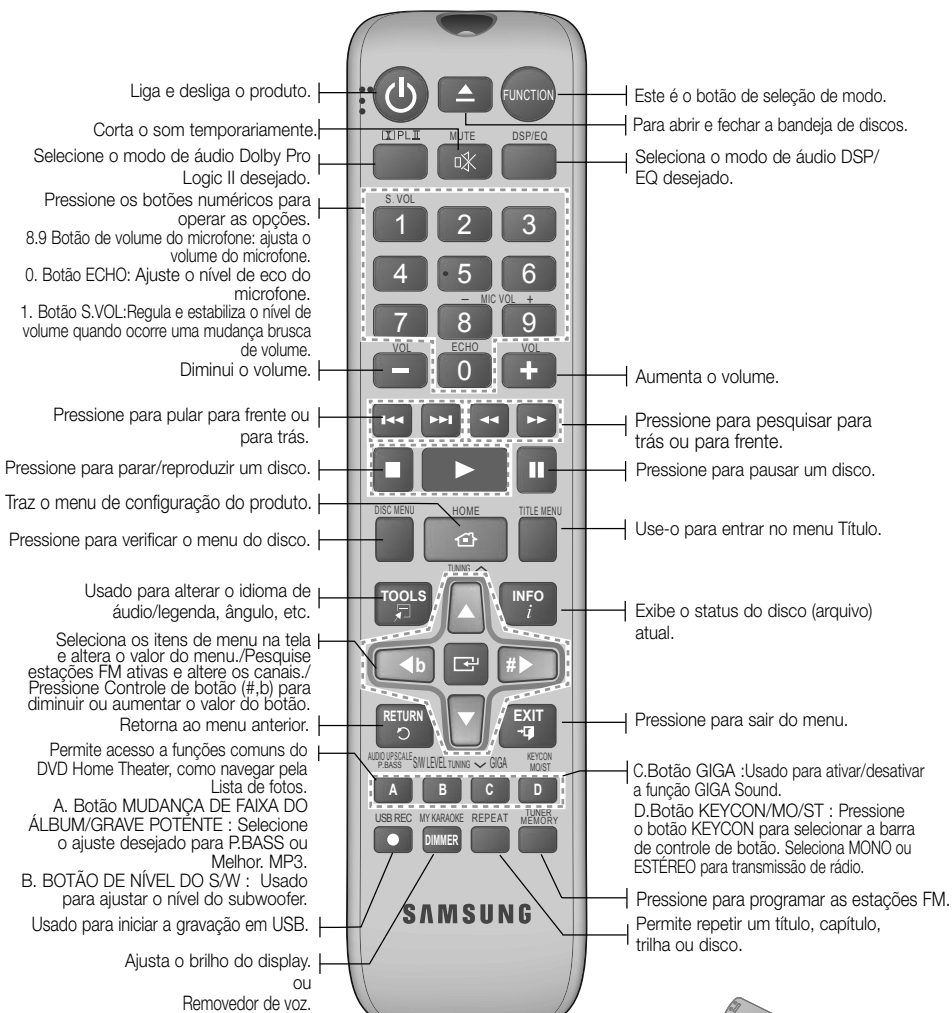 Liga e desliga o produto.
Corta o som temporariamente.
Selecione o modo de áudio Dolby Pro
Logic II desejado.
Pressione os botões numéricos para
operar as opções.
8.9 Botão de volume do microfone: ajusta o
volume do microfone.
0. Botão ECHO: Ajuste o nível de eco do
microfone.
1. Botão S.VOL:Regula e estabiliza o nível de
volume quando ocorre uma mudança brusca
de volume.
Diminui o volume.
Pressione para pular para frente ou
para trás.
Pressione para parar/reproduzir um disco.
Traz o menu de configuração do produto.
Pressione para verificar o menu do disco.
Usado para alterar o idioma de
áudio/legenda, ângulo, etc.
Seleciona os itens de menu na tela
e altera o valor do menu./Pesquise
estações FM ativas e altere os canais./
Pressione Controle de botão (#,b) para
diminuir ou aumentar o valor do botão.
Retorna ao menu anterior.
Permite acesso a funções comuns do
DVD Home Theater, como navegar pela
Lista de fotos.
A. Botão MUDANÇA DE FAIXA DO
ÁLBUM/GRAVE POTENTE : Selecione
o ajuste desejado para P.BASS ou
Melhor. MP3.
B. BOTÃO DE NÍVEL DO S/W : Usado
para ajustar o nível do subwoofer.
Usado para iniciar a gravação em USB.
Ajusta o brilho do display.
ou
Removedor de voz.
FUNCTION
PL II MUTE DSP/EQ
S.VOL
1 2 3
4 5 6
− MIC VOL +
7 8 9
VOL ECHO VOL
− 0 +
DISC MENU HOME TITLE MENU
TUNING
TOOLS INFO
i
b #
RETURN EXIT
AUDIO UPSCALE KEYCON
P.BASS S/W LEVEL TUNING GIGA MO/ST
A B C D
USB REC MY KARAOKE REPEAT TUNER
MEMORY
DIMMER
SAMSUNG
Este é o botão de seleção de modo.
Para abrir e fechar a bandeja de discos.
Seleciona o modo de áudio DSP/
EQ desejado.
Aumenta o volume.
Pressione para pesquisar para
trás ou para frente.
Pressione para pausar um disco.
Use-o para entrar no menu Título.
Exibe o status do disco (arquivo)
atual.
Pressione para sair do menu.
C.Botão GIGA :Usado para ativar/desativar
a função GIGA Sound.
D.Botão KEYCON/MO/ST : Pressione
o botão KEYCON para selecionar a barra
de controle de botão. Seleciona MONO ou
ESTÉREO para transmissão de rádio.
Pressione para programar as estações FM.
Permite repetir um título, capítulo,
trilha ou disco.